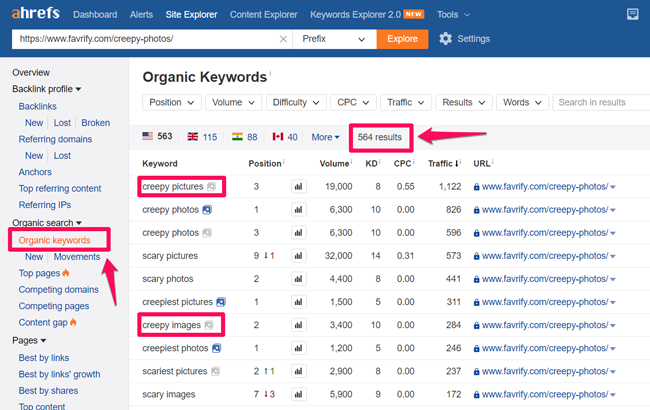 ahrefs Dashboard Alerts Site Explorer Content Explorer Keywords Explorer 2.0 NEW Tools
https://www.favrify.com/creepy-photos/ Prefix Explore Settings
Overview
Backlink profile
Backlinks
New Lost Broken
Referring domains
New Lost
Anchors
Top referring content
Referring IPs
Organic search
Organic keywords
New Movements
Top pages
Competing domains
Competing pages
Content gap
Pages
Best by links
Best by links' growth
Best by shares
Top content
Organic Keywords i
Position Volume Difficulty CPC Traffic Results Words Search in results
563 115 88 40 More 564 results
Keyword i Position i Volume i KD i CPC i Traffic ↓ i URL i
creepy pictures 3 19,000 8 0.55 1,122 www.favrify.com/creepy-photos/
creepy photos 1 6,300 10 0.00 826 www.favrify.com/creepy-photos/
creepy photos 3 6,300 10 0.00 596 www.favrify.com/creepy-photos/
scary pictures 9 ↓ 1 32,000 14 0.31 573 www.favrify.com/creepy-photos/
scary photos 2 4,400 9 0.00 441 www.favrify.com/creepy-photos/
creepiest pictures 1 1,500 5 0.00 311 www.favrify.com/creepy-photos/
creepy images 2 3,400 10 0.00 284 www.favrify.com/creepy-photos/
creepiest photos 1 1,200 5 0.00 246 www.favrify.com/creepy-photos/
scariest pictures 2 ↑ 1 2,900 8 0.00 237 www.favrify.com/creepy-photos/
scary images 7 ↓ 3 5,900 9 0.00 172 www.favrify.com/creepy-photos/